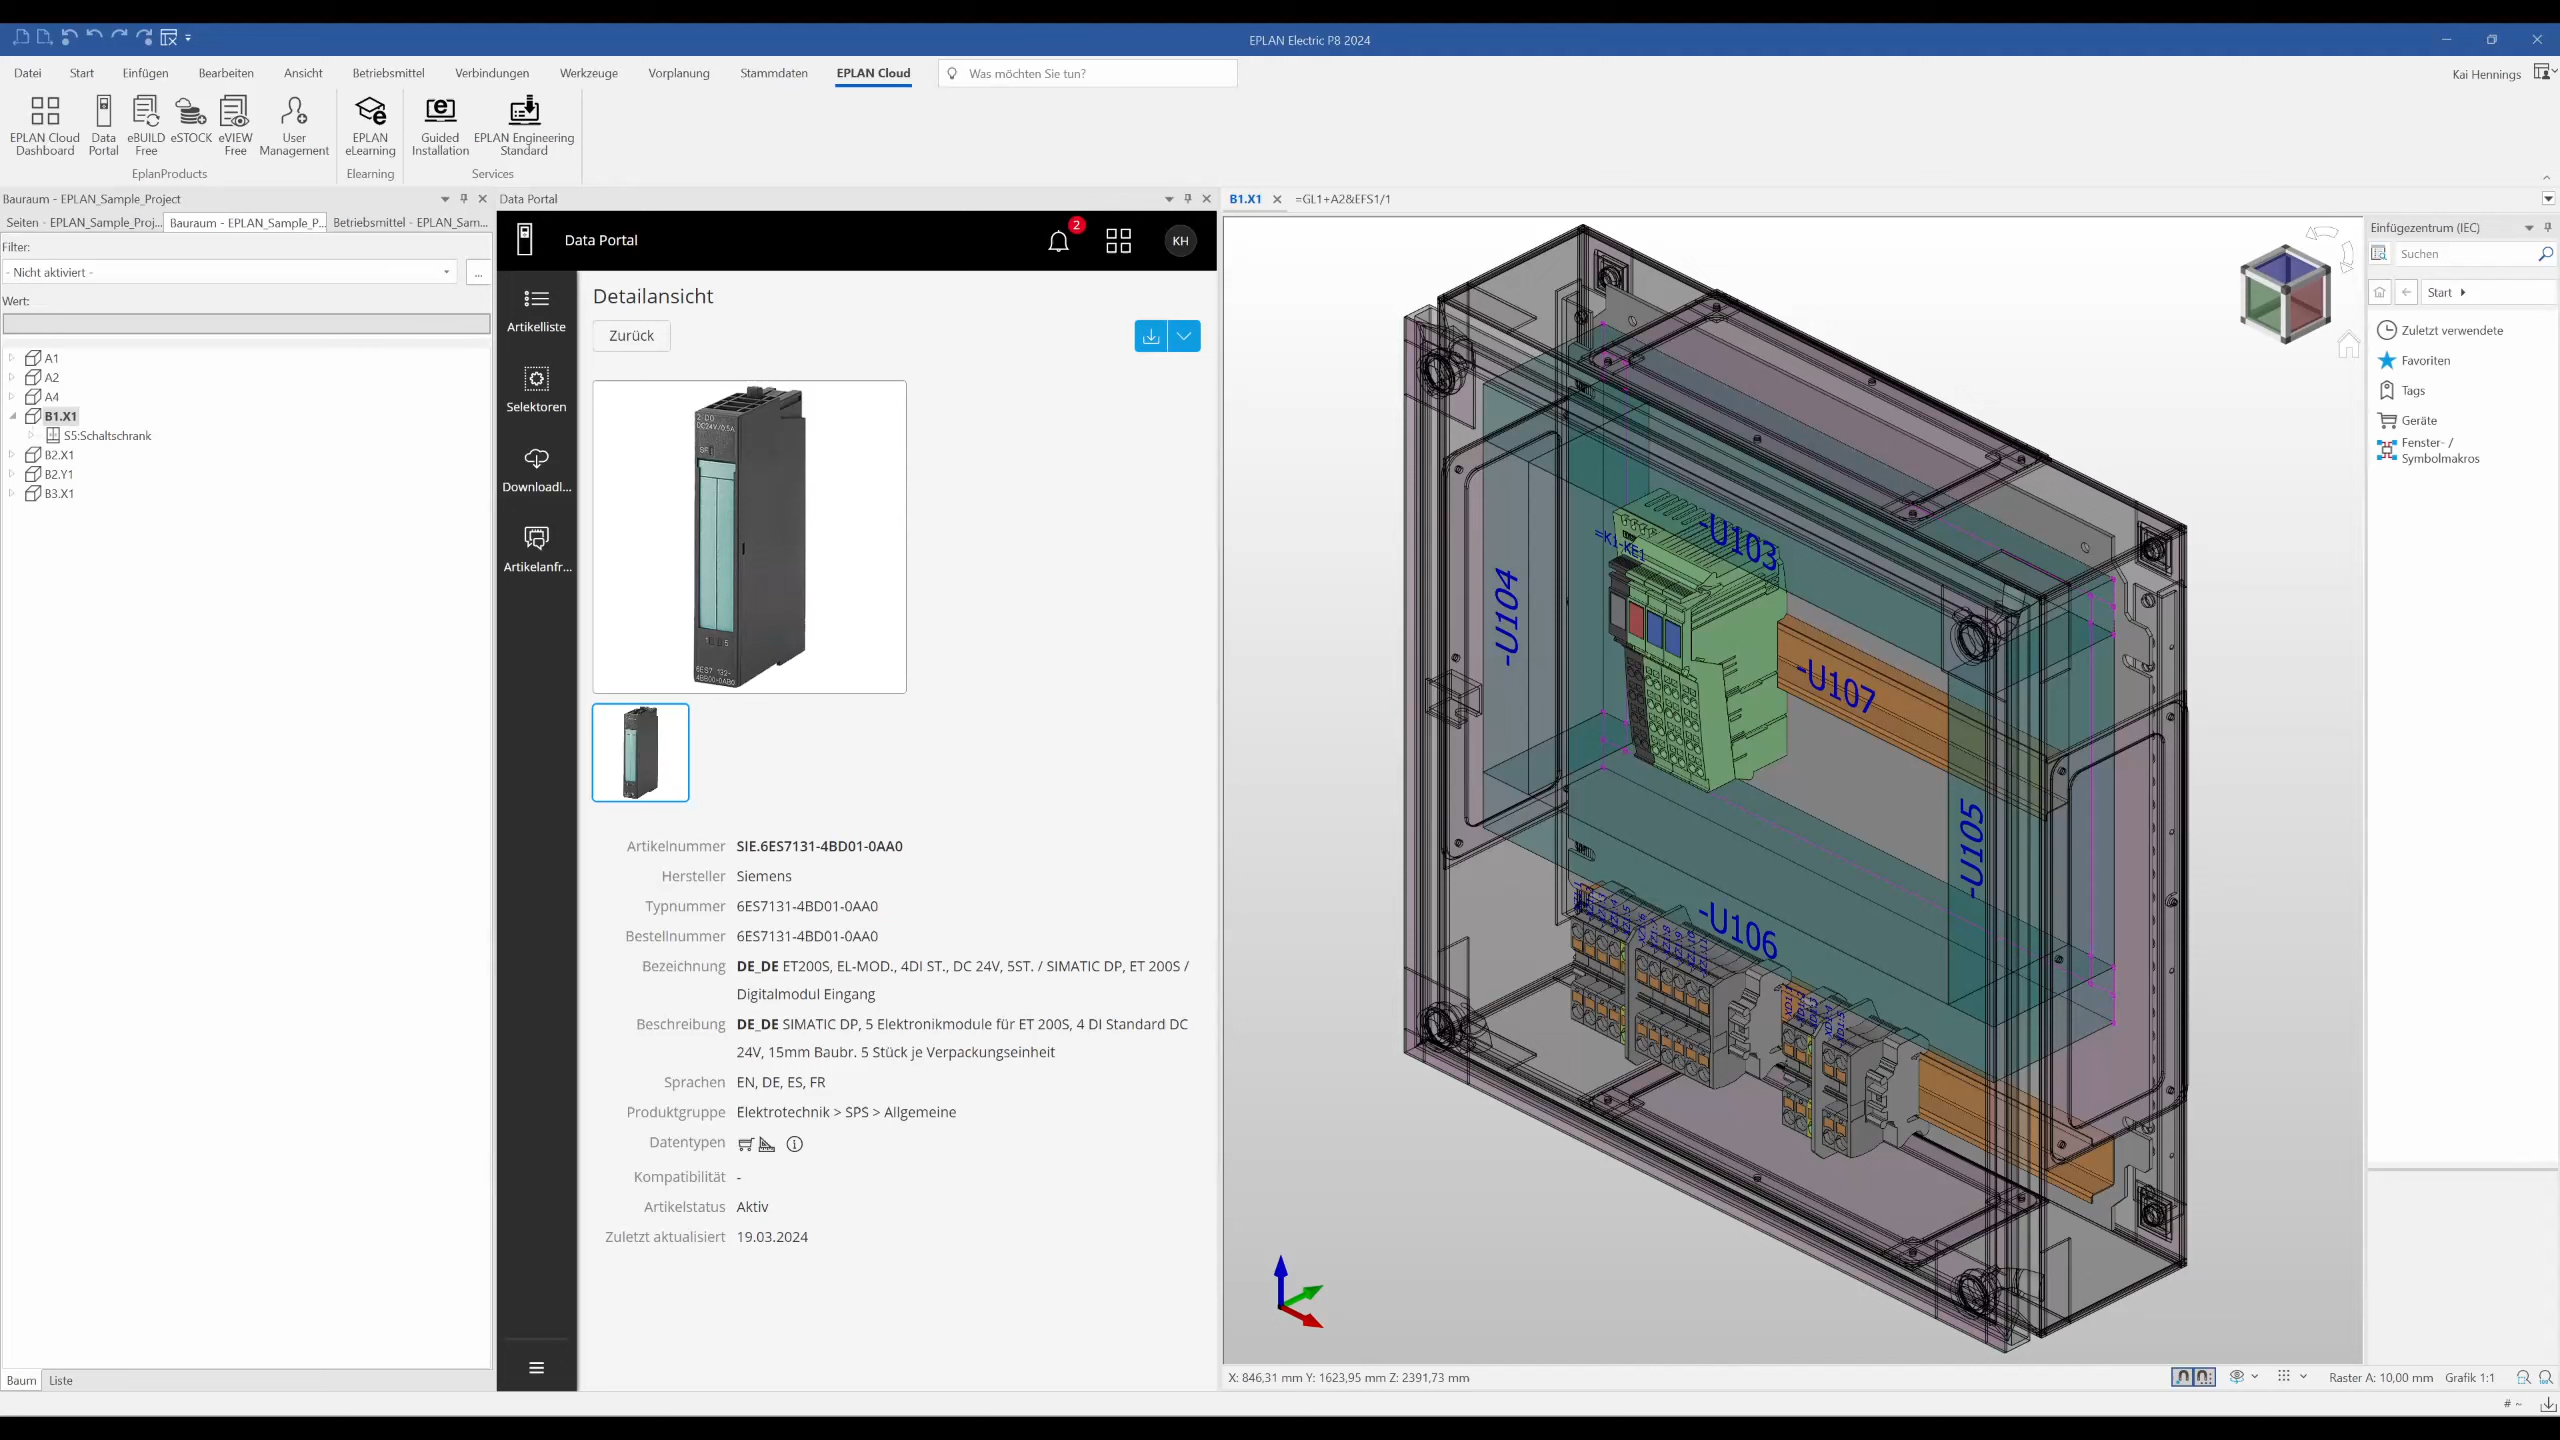 EPLAN Electric P8 2024
Datei
Start
Einfügen
Bearbeiten
Ansicht
Betriebsmittel
Verbindungen
Werkzeuge
Vorplanung
Stammdaten
EPLAN Cloud
Was möchten Sie tun?
Kai Hennings
EPLAN Cloud
Dashboard
Data
Portal
eBUILD
Free
eSTOCK
eVIEW
Free
User
Management
EPLAN
eLearning
Guided
Installation
EPLAN Engineering
Standard
EplanProducts
Elearning
Services
Bauraum - EPLAN_Sample_Project
Seiten - EPLAN_Sample_Proj...
Bauraum - EPLAN_Sample_P...
Betriebsmittel - EPLAN_Sam...
Filter:
- Nicht aktiviert -
...
Wert:
A1
A2
A4
B1.X1
S5:Schaltschrank
B2.X1
B2.Y1
B3.X1
Baum
Liste
Data Portal
Data Portal
2
KH
Artikelliste
Selektoren
Downloadl...
Artikelanfr...
Detailansicht
Zurück
Artikelnummer SIE.6ES7131-4BD01-0AA0
Hersteller Siemens
Typnummer 6ES7131-4BD01-0AA0
Bestellnummer 6ES7131-4BD01-0AA0
Bezeichnung DE_DE ET200S, EL-MOD., 4DI ST., DC 24V, 5ST. / SIMATIC DP, ET 200S /
Digitalmodul Eingang
Beschreibung DE_DE SIMATIC DP, 5 Elektronikmodule für ET 200S, 4 DI Standard DC
24V, 15mm Baubr. 5 Stück je Verpackungseinheit
Sprachen EN, DE, ES, FR
Produktgruppe Elektrotechnik > SPS > Allgemeine
Datentypen
Kompatibilität -
Artikelstatus Aktiv
Zuletzt aktualisiert 19.03.2024
B1.X1
=GL1+A2&EFS1/1
=K1-KE1
-U103
-U104
-U107
-U105
-U106
X: 846,31 mm Y: 1623,95 mm Z: 2391,73 mm
Raster A: 10,00 mm
Grafik 1:1
# ~
Einfügezentrum (IEC)
Suchen
Start
Zuletzt verwendete
Favoriten
Tags
Geräte
Fenster- /
Symbolmakros